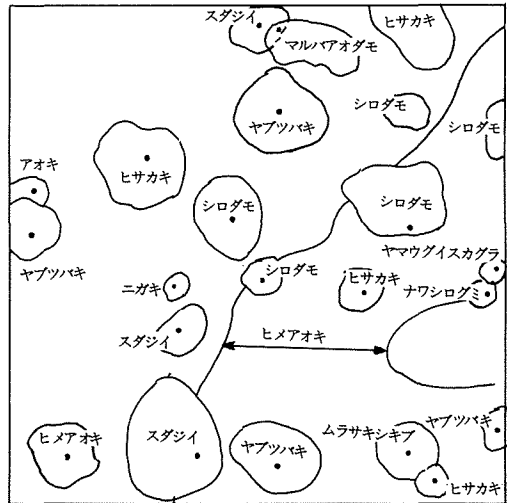 スダジイ
ヒサカキ
マルバアオダモ
シロダモ
ヤブツバキ
シロダモ
アオキ
ヒサカキ
シロダモ
シロダモ
ヤマウグイスカグラ
ヤブツバキ
シロダモ
ニガキ
ヒサカキ
ナワシログミ
スダジイ
ヒメアオキ
ヤブツバキ
ヒメアオキ
スダジイ
ヤブツバキ
ムラサキシキブ
ヒサカキ